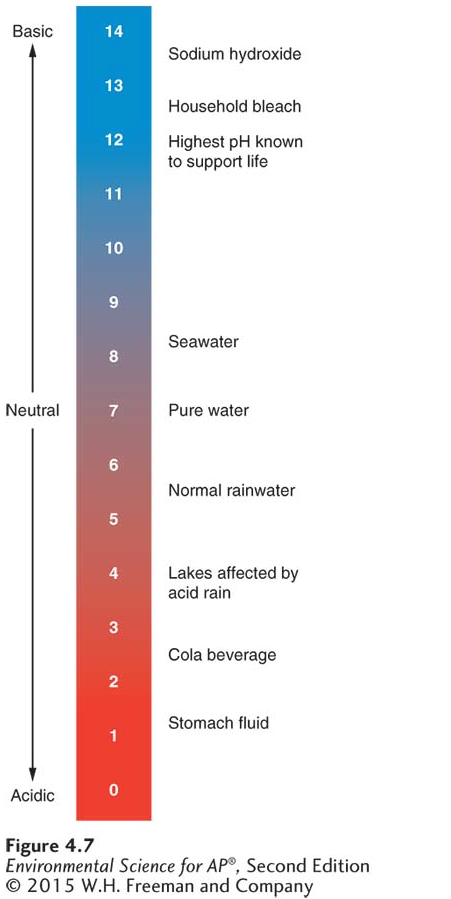 Basic
14
Sodium hydroxide
13
Household bleach
12
Highest pH known
to support life
11
10
9
Seawater
8
Neutral
7
Pure water
6
Normal rainwater
5
4
Lakes affected by
acid rain
3
Cola beverage
2
Stomach fluid
1
0
Acidic
Figure 4.7
Environmental Science for AP®, Second Edition
© 2015 W.H. Freeman and Company